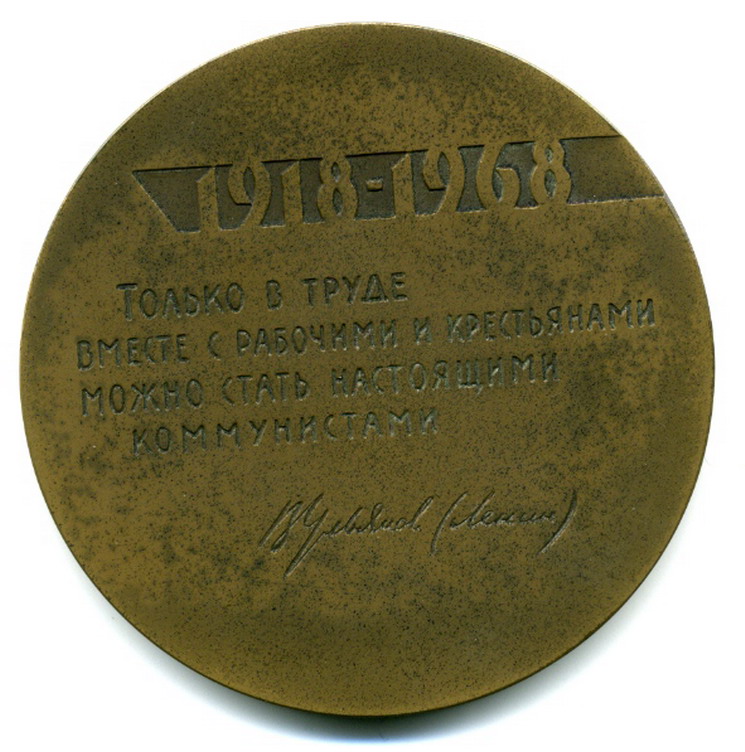 1918-1968
ТОЛЬКО В ТРУДЕ
ВМЕСТЕ С РАБОЧИМИ И КРЕСТЬЯНАМИ
МОЖНО СТАТЬ НАСТОЯЩИМИ
КОММУНИСТАМИ
В Ульянов (Ленин)